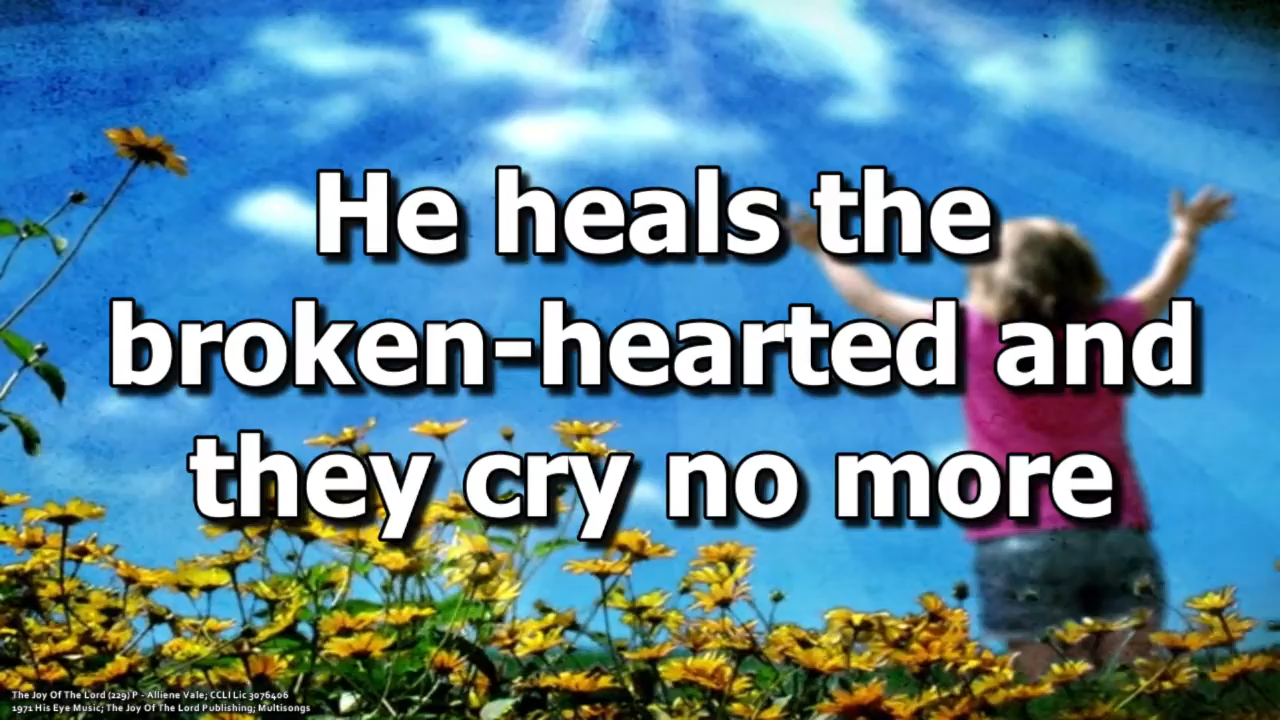 He heals the
broken-hearted and
they cry no more
The Joy Of The Lord (229) P - Alliene Vale; CCLI Lic 3076406
1971 His Eye Music; The Joy Of The Lord Publishing; Multisongs